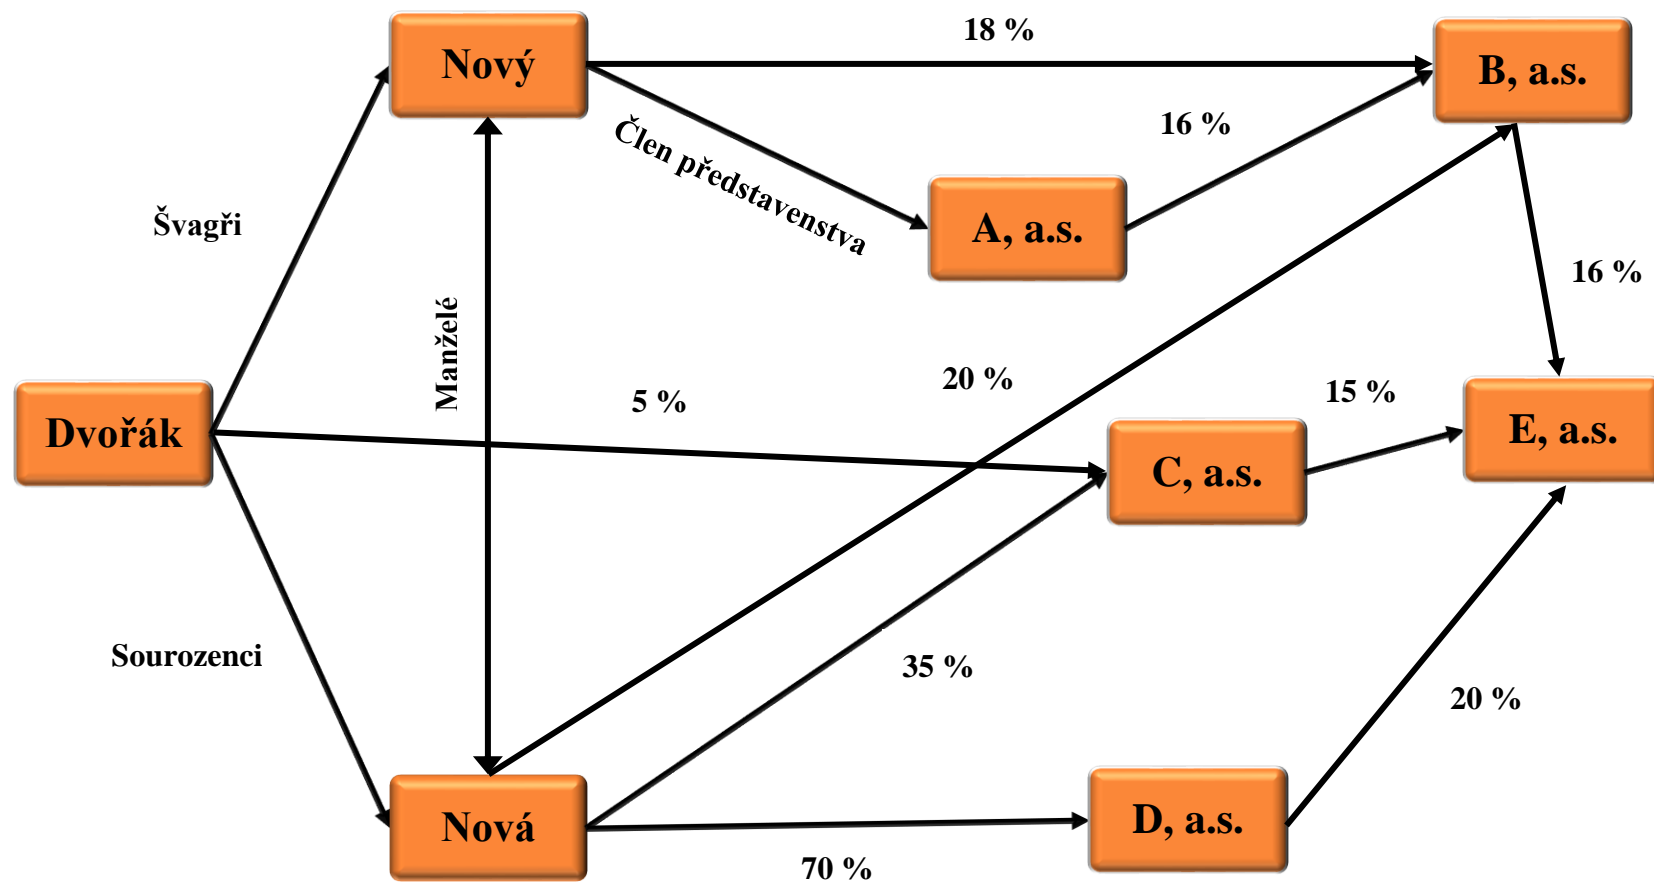 18 %
Nový
B, a.s.
Člen představenstva
16 %
Švagři
A, a.s.
16 %
Manželé
20 %
15 %
5 %
Dvořák
E, a.s.
C, a.s.
Sourozenci
35 %
20 %
Nová
D, a.s.
70 %